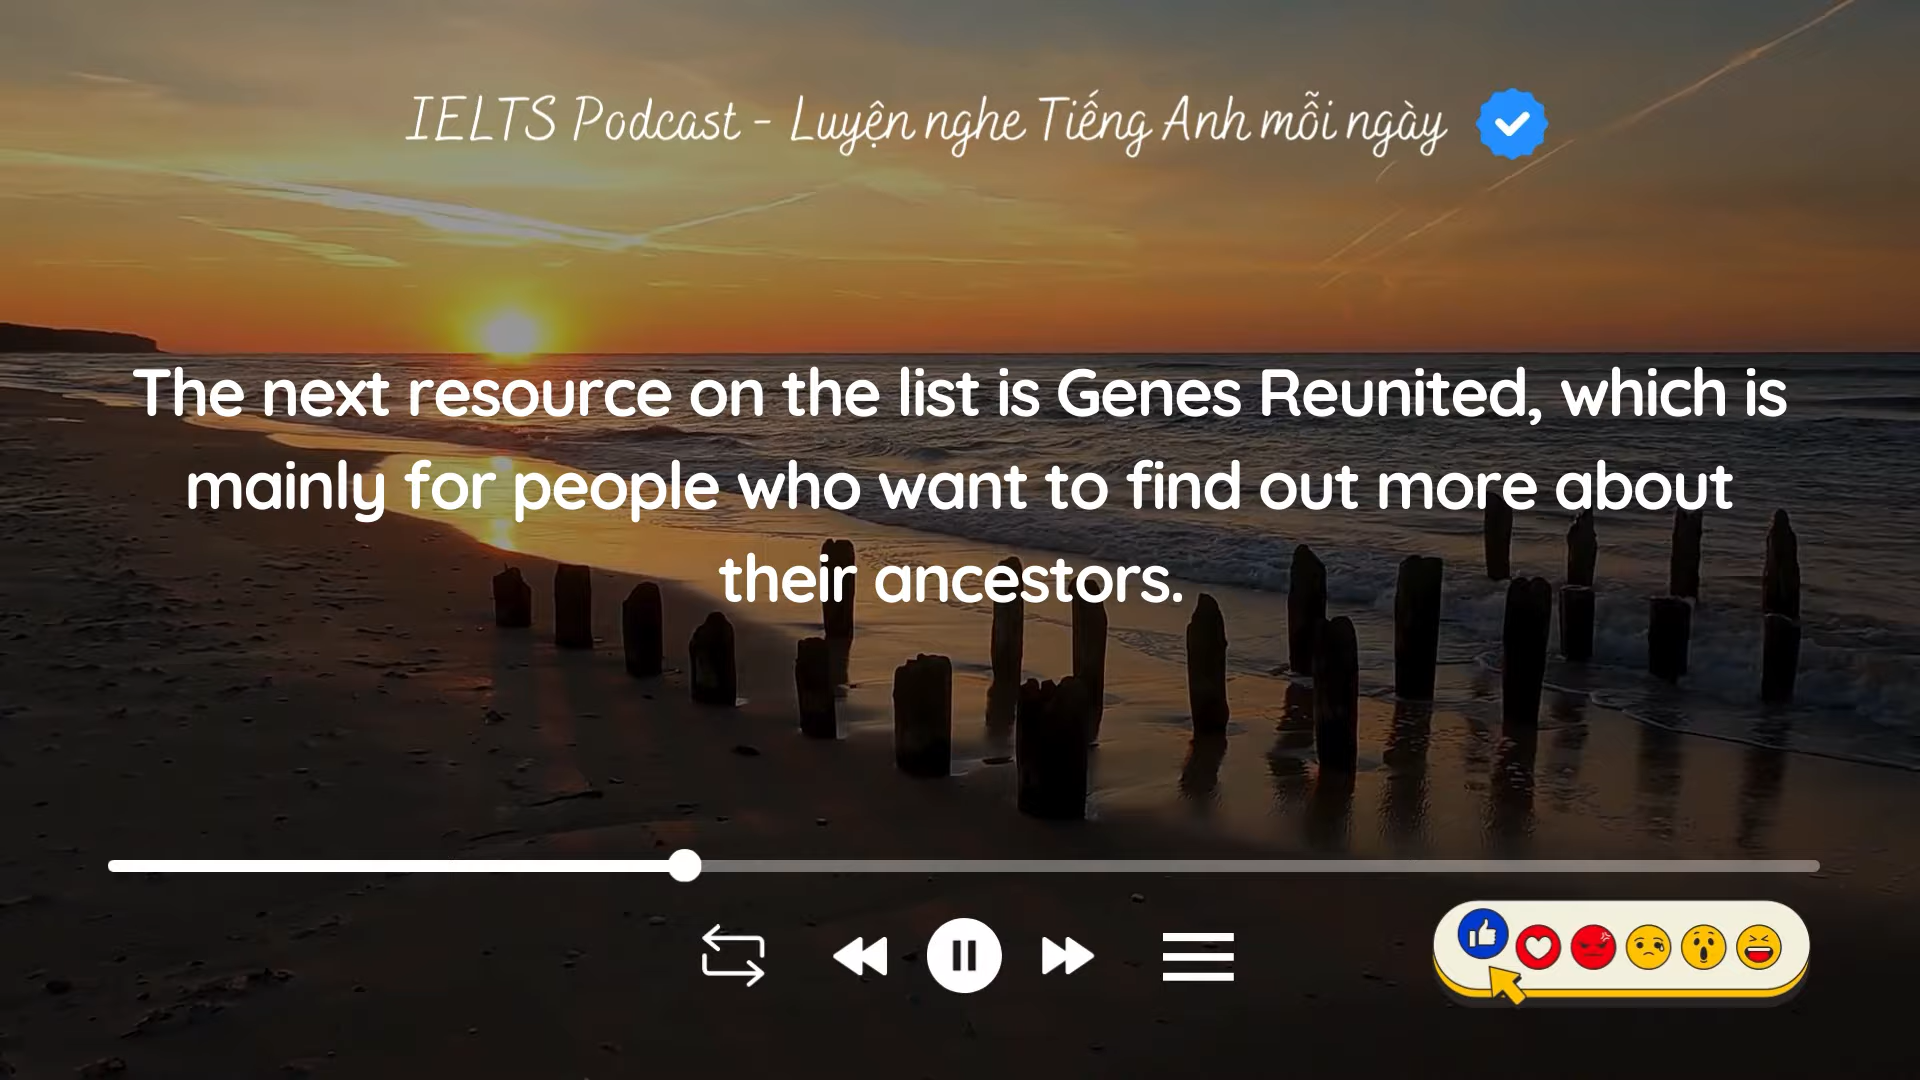 IELTS Podcast - Luyện nghe Tiếng Anh mỗi ngày
The next resource on the list is Genes Reunited, which is
mainly for people who want to find out more about
their ancestors.